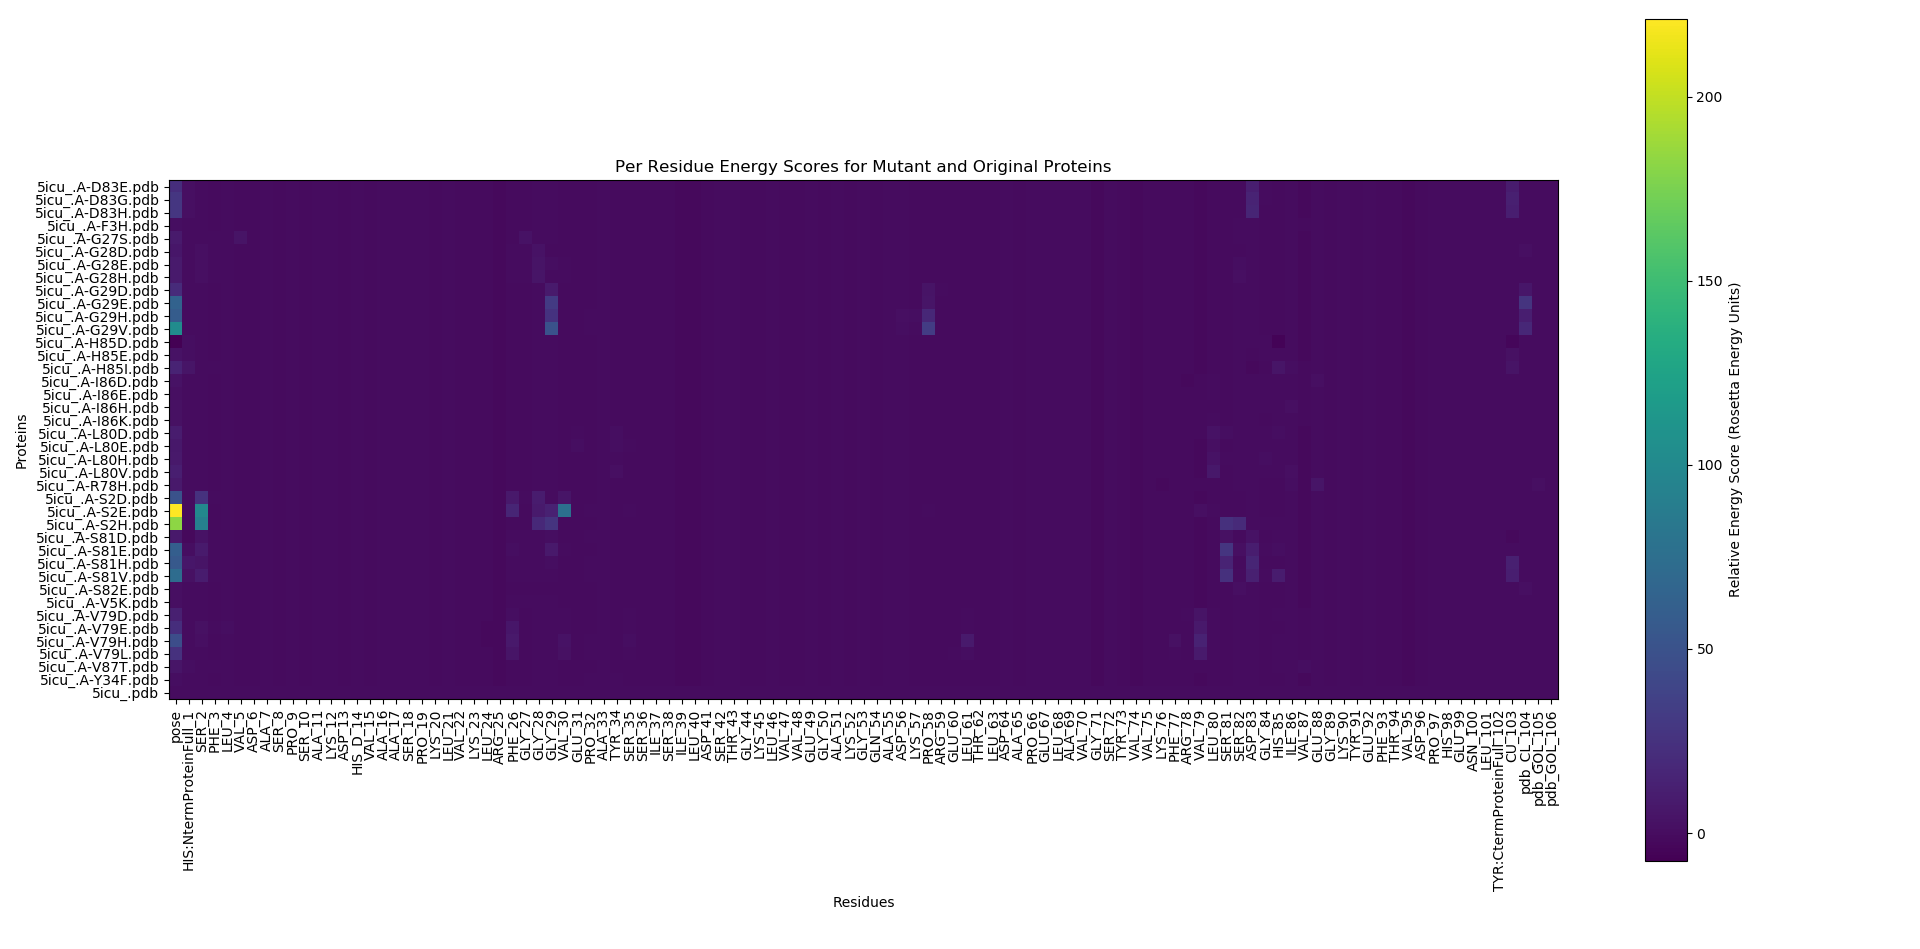 Per Residue Energy Scores for Mutant and Original Proteins
Proteins
5icu_.A-D83E.pdb
5icu_.A-D83G.pdb
5icu_.A-D83H.pdb
5icu_.A-F3H.pdb
5icu_.A-G27S.pdb
5icu_.A-G28D.pdb
5icu_.A-G28E.pdb
5icu_.A-G28H.pdb
5icu_.A-G29D.pdb
5icu_.A-G29E.pdb
5icu_.A-G29H.pdb
5icu_.A-G29V.pdb
5icu_.A-H85D.pdb
5icu_.A-H85E.pdb
5icu_.A-H85I.pdb
5icu_.A-I86D.pdb
5icu_.A-I86E.pdb
5icu_.A-I86H.pdb
5icu_.A-I86K.pdb
5icu_.A-L80D.pdb
5icu_.A-L80E.pdb
5icu_.A-L80H.pdb
5icu_.A-L80V.pdb
5icu_.A-R78H.pdb
5icu_.A-S2D.pdb
5icu_.A-S2E.pdb
5icu_.A-S2H.pdb
5icu_.A-S81D.pdb
5icu_.A-S81E.pdb
5icu_.A-S81H.pdb
5icu_.A-S81V.pdb
5icu_.A-S82E.pdb
5icu_.A-V5K.pdb
5icu_.A-V79D.pdb
5icu_.A-V79E.pdb
5icu_.A-V79H.pdb
5icu_.A-V79L.pdb
5icu_.A-V87T.pdb
5icu_.A-Y34F.pdb
5icu_.pdb
pose
HIS:NtermProteinFull_1
SER_2
PHE_3
LEU_4
VAL_5
ASP_6
ALA_7
SER_8
PRO_9
SER_10
ALA_11
LYS_12
ASP_13
HIS_D_14
VAL_15
ALA_16
ALA_17
SER_18
PRO_19
LYS_20
LEU_21
VAL_22
LYS_23
LEU_24
ARG_25
PHE_26
GLY_27
GLY_28
GLY_29
VAL_30
GLU_31
PRO_32
ALA_33
TYR_34
SER_35
SER_36
ILE_37
SER_38
ILE_39
LEU_40
ASP_41
SER_42
THR_43
GLY_44
LYS_45
LEU_46
VAL_47
VAL_48
GLU_49
GLY_50
ALA_51
LYS_52
GLY_53
GLN_54
ALA_55
ASP_56
LYS_57
PRO_58
ARG_59
GLU_60
LEU_61
THR_62
LEU_63
ASP_64
ALA_65
PRO_66
GLU_67
LEU_68
ALA_69
VAL_70
GLY_71
SER_72
TYR_73
VAL_74
VAL_75
LYS_76
PHE_77
ARG_78
VAL_79
LEU_80
SER_81
SER_82
ASP_83
GLY_84
HIS_85
ILE_86
VAL_87
GLU_88
GLY_89
LYS_90
TYR_91
GLU_92
PHE_93
THR_94
VAL_95
ASP_96
PRO_97
HIS_98
GLU_99
ASN_100
LEU_101
TYR:CtermProteinFull_102
CU_103
pdb_CL_104
pdb_GOL_105
pdb_GOL_106
Residues
200
150
100
50
0
Relative Energy Score (Rosetta Energy Units)